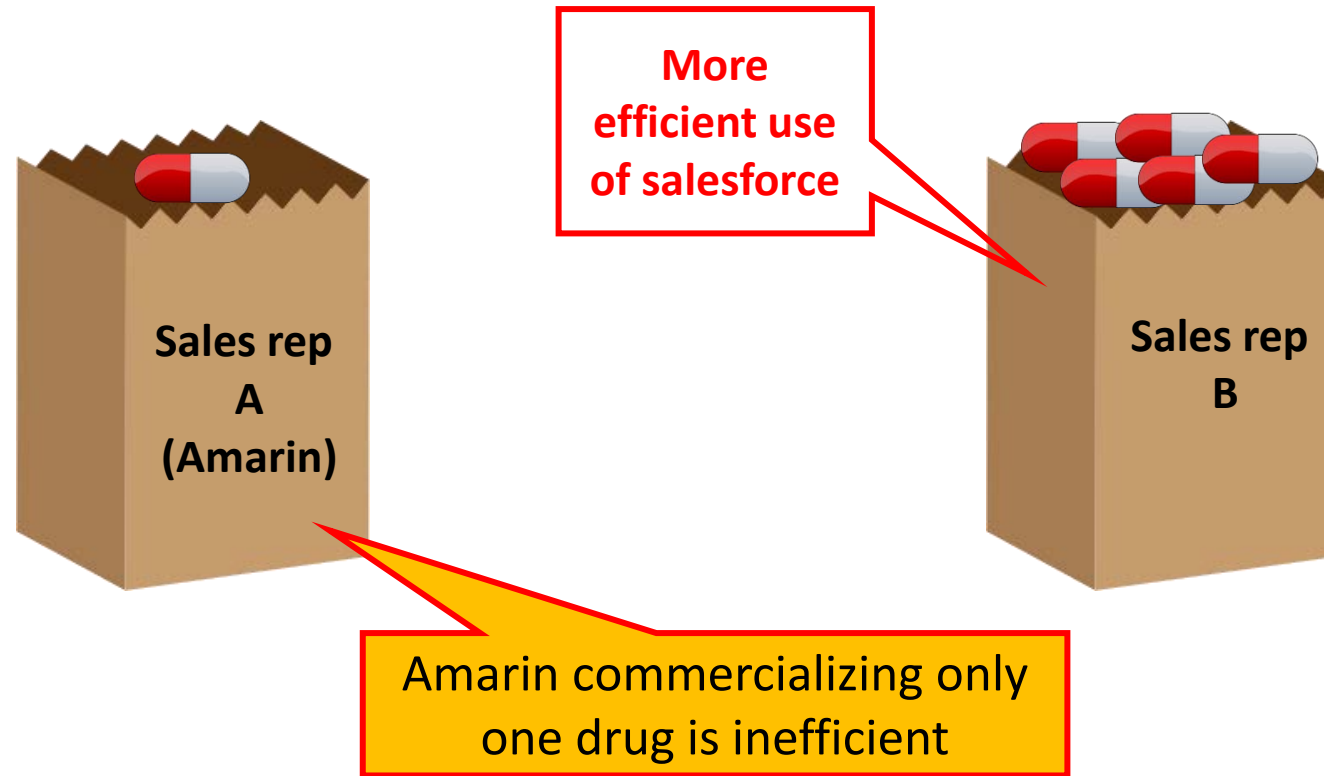 More
efficient use
of salesforce
Sales rep
A
(Amarin)
Sales rep
B
Amarin commercializing only
one drug is inefficient